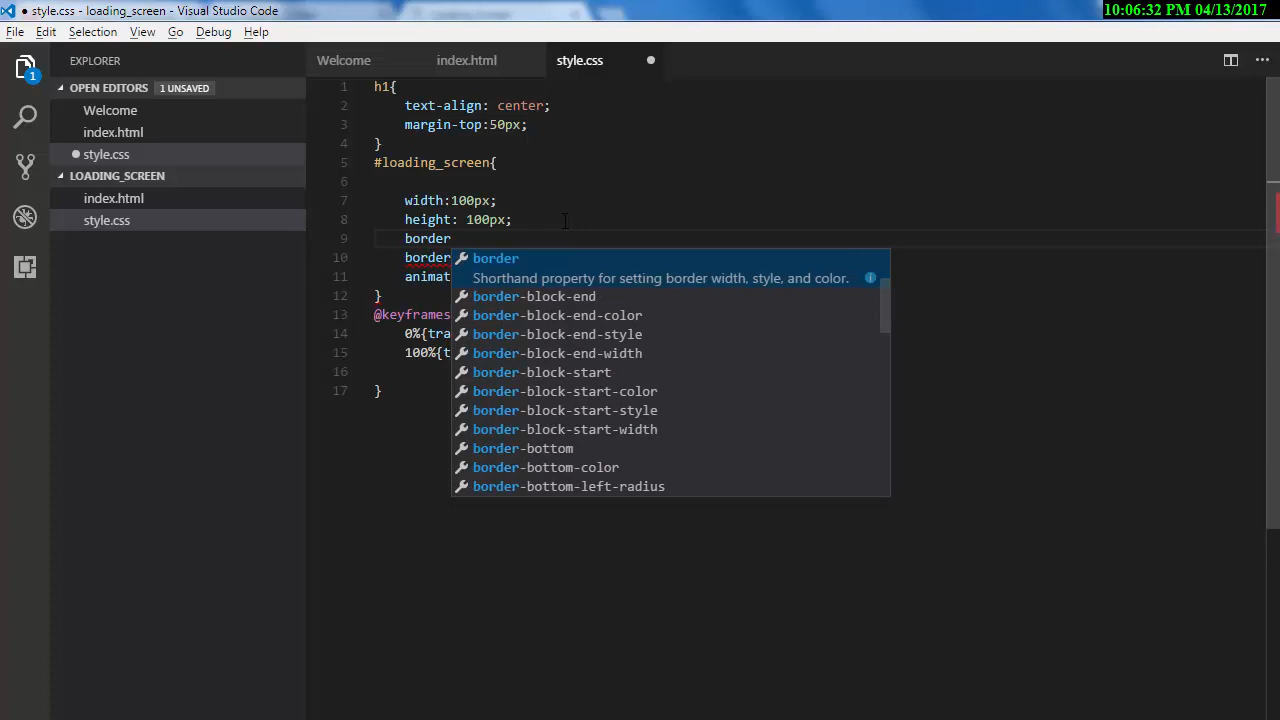 ● style.css - loading_screen - Visual Studio Code
10:06:32 PM 04/13/2017
File Edit Selection View Go Debug Help
EXPLORER
Welcome
index.html
style.css
OPEN EDITORS 1 UNSAVED
Welcome
index.html
style.css
LOADING_SCREEN
index.html
style.css
1
1 h1{
2 text-align: center;
3 margin-top:50px;
4 }
5 #loading_screen{
6
7 width:100px;
8 height: 100px;
9 border
10 border
11 animat
12 }
13 @keyframes
14 0%{tra
15 100%{t
16
17 }
border
Shorthand property for setting border width, style, and color.
border-block-end
border-block-end-color
border-block-end-style
border-block-end-width
border-block-start
border-block-start-color
border-block-start-style
border-block-start-width
border-bottom
border-bottom-color
border-bottom-left-radius